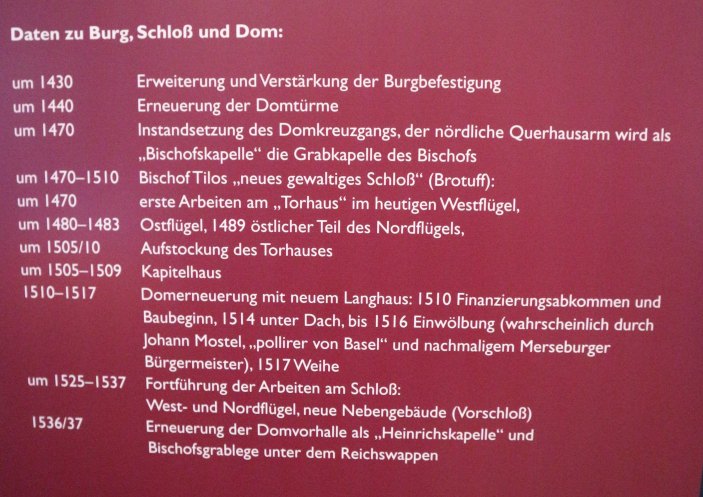 Daten zu Burg, Schloß und Dom:
um 1430 Erweiterung und Verstärkung der Burgbefestigung
um 1440 Erneuerung der Domtürme
um 1470 Instandsetzung des Domkreuzgangs, der nördliche Querhausarm wird als
„Bischofskapelle“ die Grabkapelle des Bischofs
um 1470–1510 Bischof Tilos „neues gewaltiges Schloß“ (Brotuff):
um 1470 erste Arbeiten am „Torhaus“ im heutigen Westflügel,
um 1480–1483 Ostflügel, 1489 östlicher Teil des Nordflügels,
um 1505/10 Aufstockung des Torhauses
um 1505–1509 Kapitelhaus
1510–1517 Domerneuerung mit neuem Langhaus: 1510 Finanzierungsabkommen und
Baubeginn, 1514 unter Dach, bis 1516 Einwölbung (wahrscheinlich durch
Johann Mostel, „pollirer von Basel“ und nachmaligem Merseburger
Bürgermeister), 1517 Weihe
um 1525–1537 Fortführung der Arbeiten am Schloß:
West- und Nordflügel, neue Nebengebäude (Vorschloß)
1536/37 Erneuerung der Domvorhalle als „Heinrichskapelle“ und
Bischofsgrablege unter dem Reichswappen